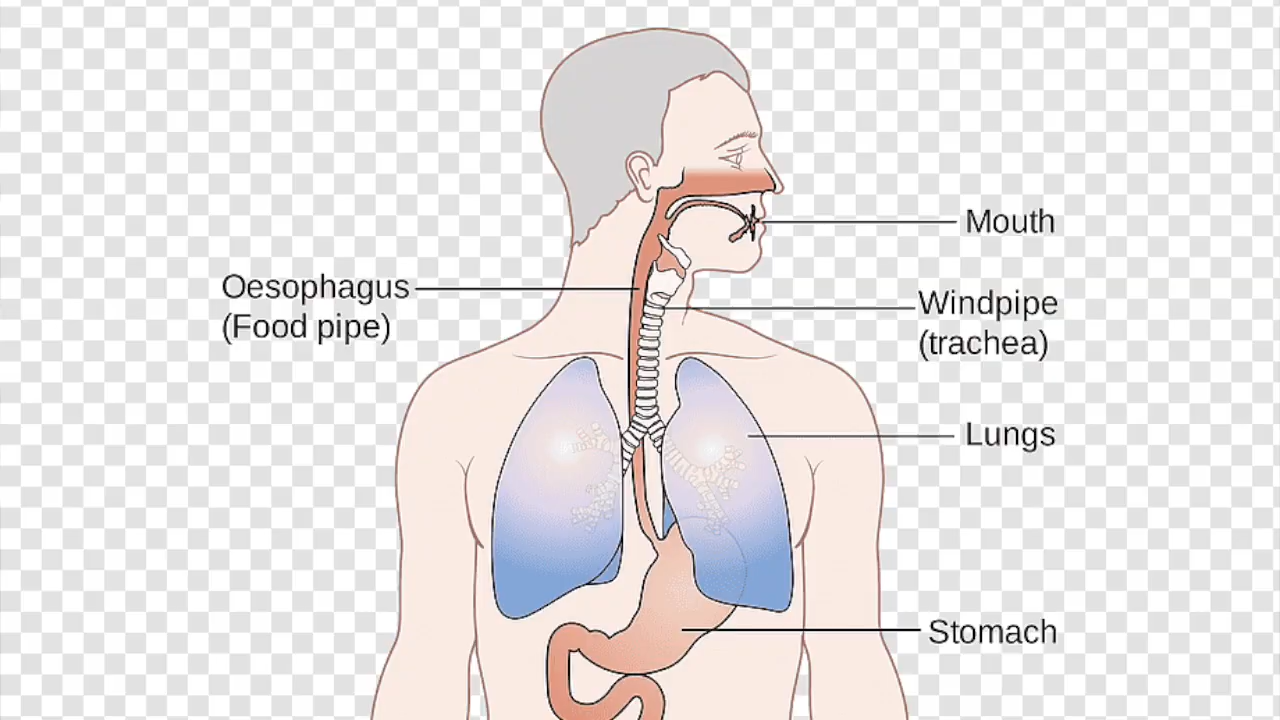 Mouth
Oesophagus
(Food pipe)
Windpipe
(trachea)
Lungs
Stomach